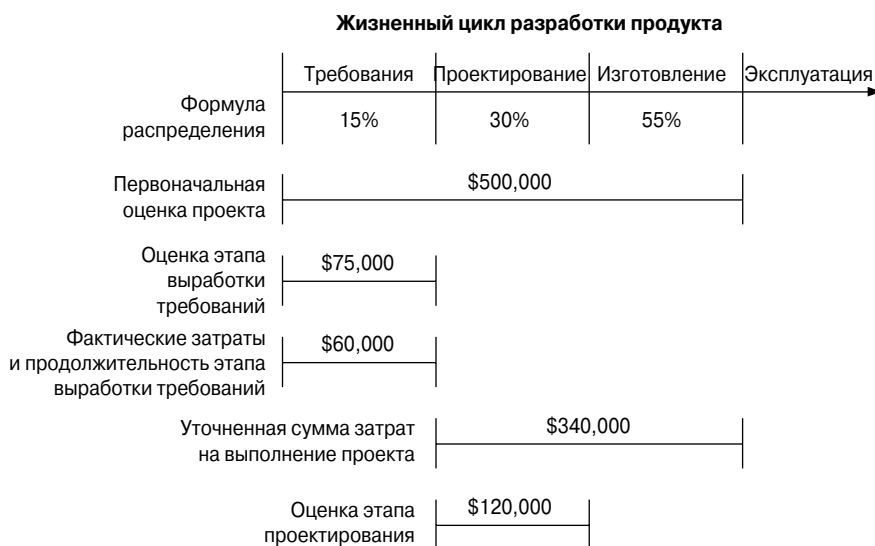 Жизненный цикл разработки продукта
Требования Проектирование Изготовление Эксплуатация
Формула
распределения
15% 30% 55%
Первоначальная
оценка проекта
$500,000
Оценка этапа
выработки
требований
$75,000
Фактические затраты
и продолжительность этапа
выработки требований
$60,000
Уточненная сумма затрат
на выполнение проекта
$340,000
Оценка этапа
проектирования
$120,000